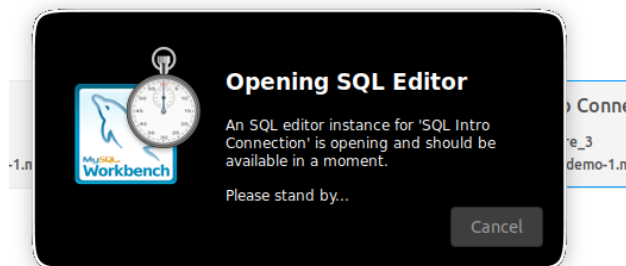 Opening SQL Editor
An SQL editor instance for 'SQL Intro
Connection' is opening and should be
available in a moment.
Please stand by...
Cancel
MySQL
Workbench
Conne
re_3
demo-1.m
-1.m